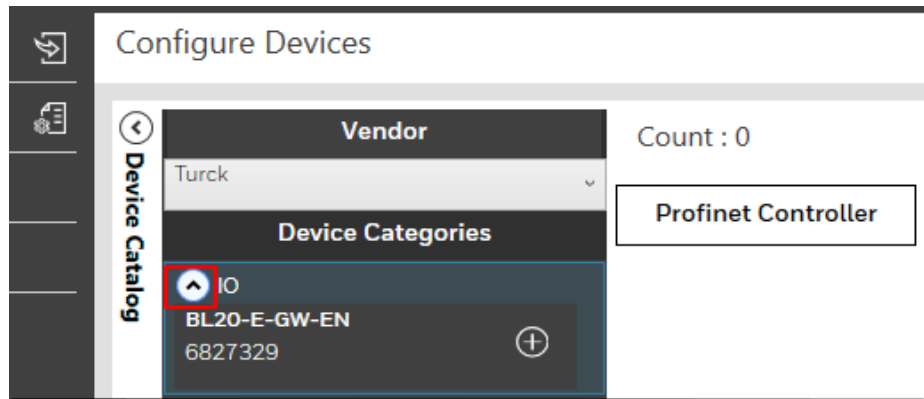 Configure Devices
Device Catalog
Vendor
Turck
Device Categories
IO
BL20-E-GW-EN
6827329
Count : 0
Profinet Controller